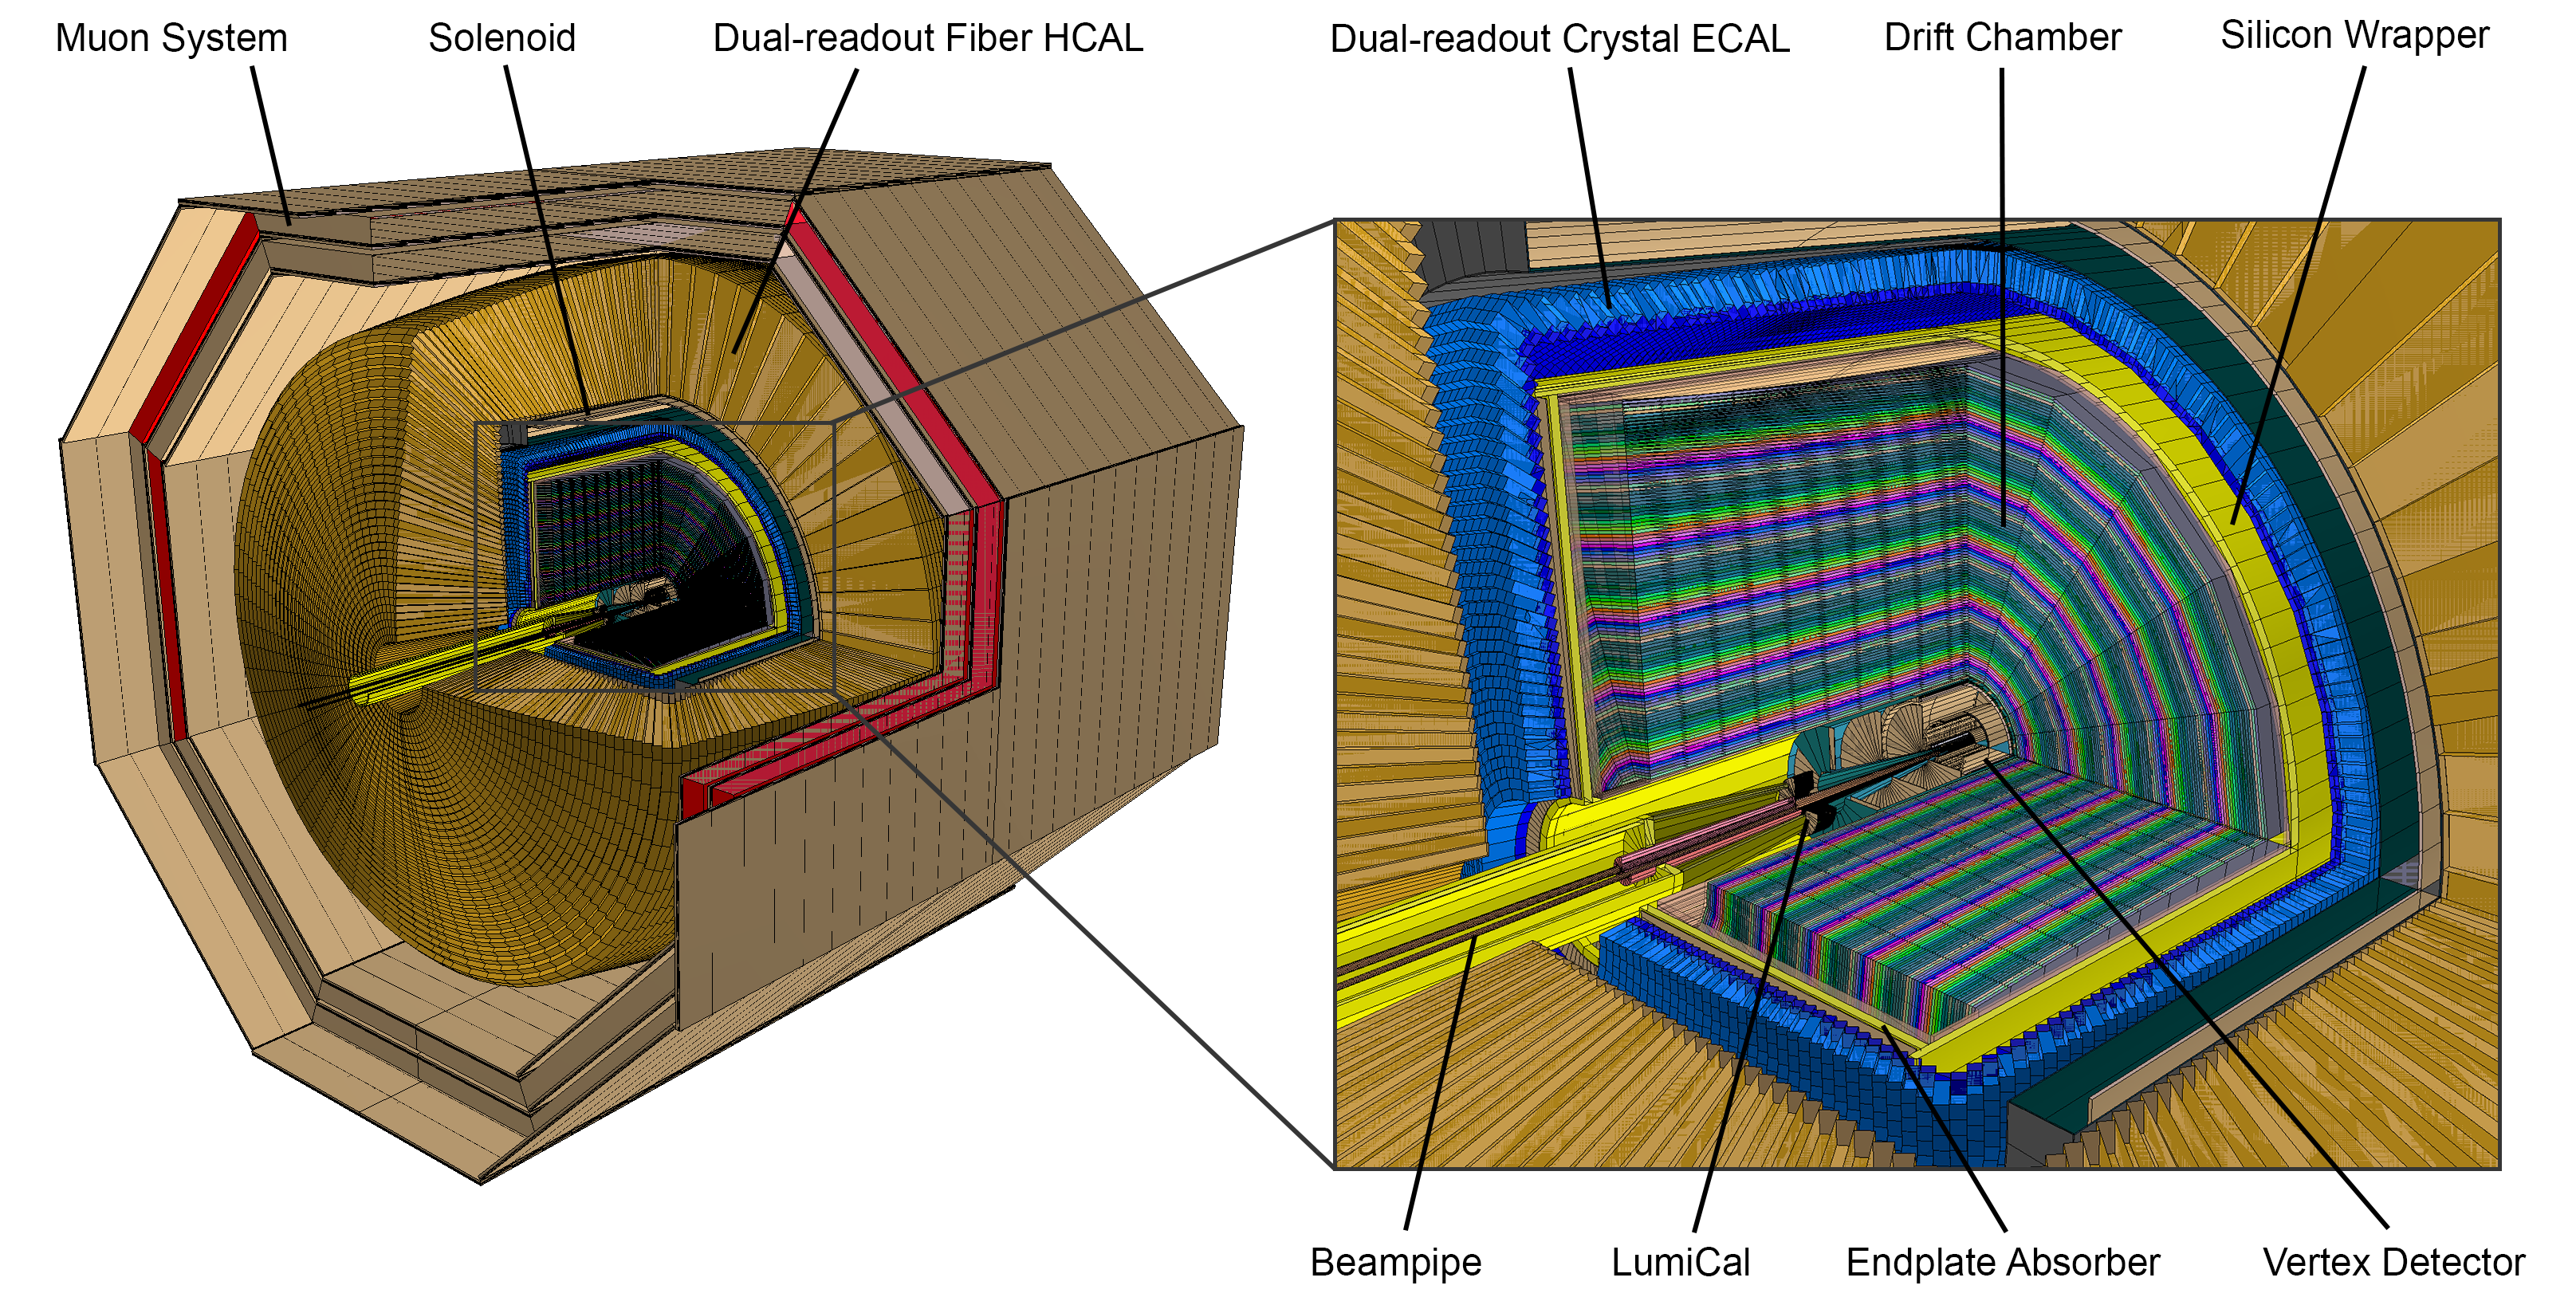 Muon System
Solenoid
Dual-readout Fiber HCAL
Dual-readout Crystal ECAL
Drift Chamber
Silicon Wrapper
Beampipe
LumiCal
Endplate Absorber
Vertex Detector